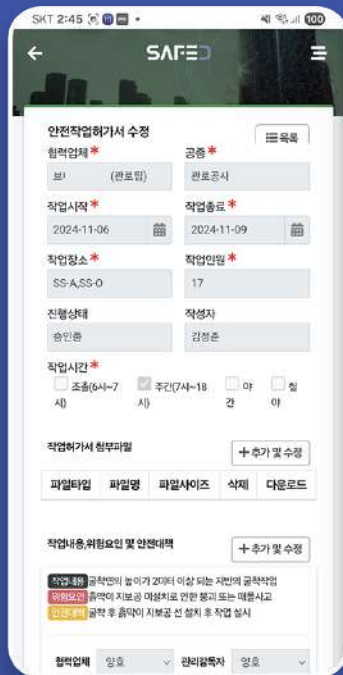 SKT 2:45
100
SAFED
안전작업허가서 수정
목록
협력업체 *
공종 *
(관로팀)
관로공사
작업시작 *
작업종료 *
2024-11-06
2024-11-09
작업장소 *
작업인원 *
SS-A,SS-O
17
진행상태
작성자
승인중
김정준
작업시간 *
조출(6시~7시)
주간(7시~18시)
야간
철야
작업허가서 첨부파일
+ 추가 및 수정
파일타입 파일명 파일사이즈 삭제 다운로드
작업내용,위험요인 및 안전대책
+ 추가 및 수정
작업내용 굴착면의 높이가 2미터 이상 되는 지반의 굴착작업
위험요인 흙막이 지보공 미설치로 인한 붕괴 또는 매몰사고
안전대책 굴착 후 흙막이 지보공 선 설치 후 작업 실시
협력업체 양호
관리감독자 양호